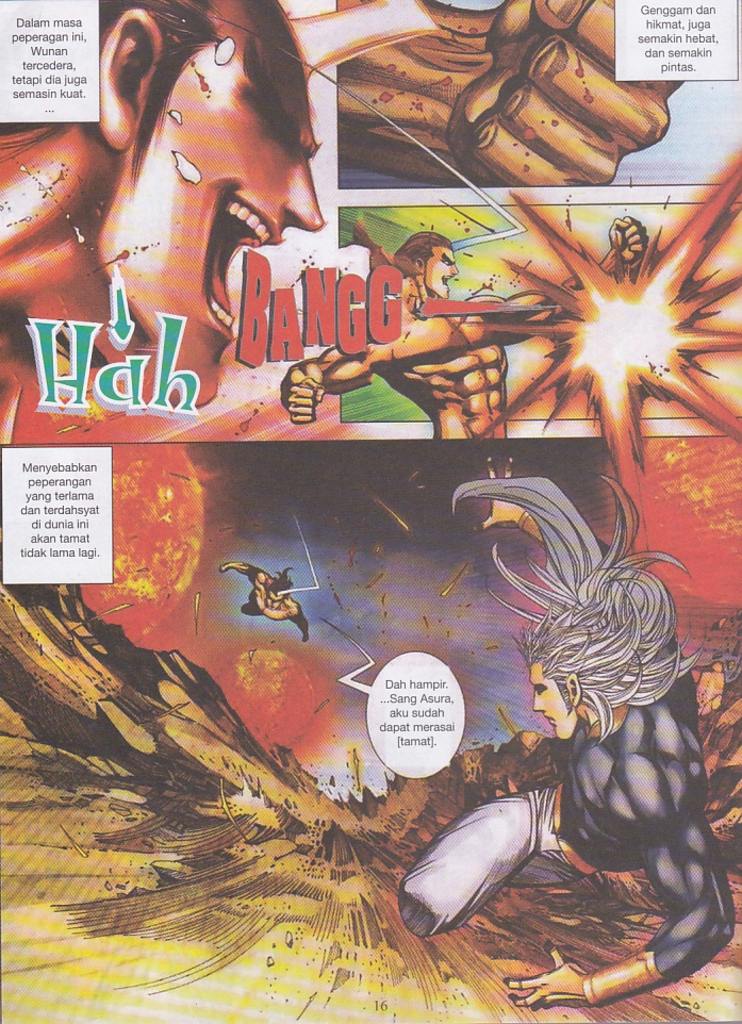 Dalam masa
peperagan ini,
Wunan
tercedera,
tetapi dia juga
semasin kuat.
...
Genggam dan
hikmat, juga
semakin hebat,
dan semakin
pintas.
Hah
BANGG
Menyebabkan
peperangan
yang terlama
dan terdahsyat
di dunia ini
akan tamat
tidak lama lagi.
Dah hampir.
...Sang Asura,
aku sudah
dapat merasai
[tamat].
16